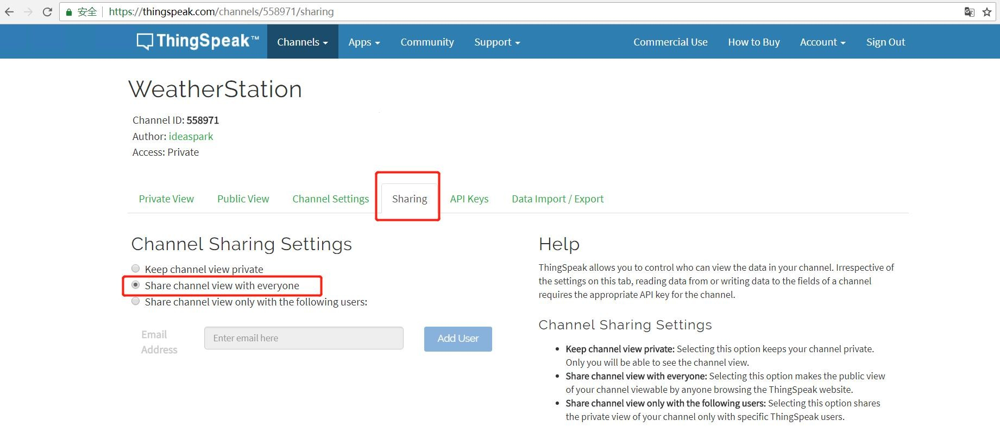 安全 https://thingspeak.com/channels/558971/sharing
ThingSpeak™ Channels Apps Community Support Commercial Use How to Buy Account Sign Out
WeatherStation
Channel ID: 558971
Author: ideaspark
Access: Private
Private View Public View Channel Settings Sharing API Keys Data Import / Export
Channel Sharing Settings
Keep channel view private
Share channel view with everyone
Share channel view only with the following users:
Email
Address
Enter email here
Add User
Help
ThingSpeak allows you to control who can view the data in your channel. Irrespective of
the settings on this tab, reading data from or writing data to the fields of a channel
requires the appropriate API key for the channel.
Channel Sharing Settings
• Keep channel view private: Selecting this option keeps your channel private.
Only you will be able to see the channel view.
• Share channel view with everyone: Selecting this option makes the public view
of your channel viewable by anyone browsing the ThingSpeak website.
• Share channel view only with the following users: Selecting this option shares
the private view of your channel only with specific ThingSpeak users.